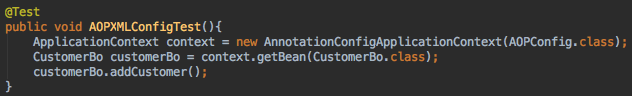 @Test
public void AOPXMLConfigTest(){
    ApplicationContext context = new AnnotationConfigApplicationContext(AOPConfig.class);
    CustomerBo customerBo = context.getBean(CustomerBo.class);
    customerBo.addCustomer();
}